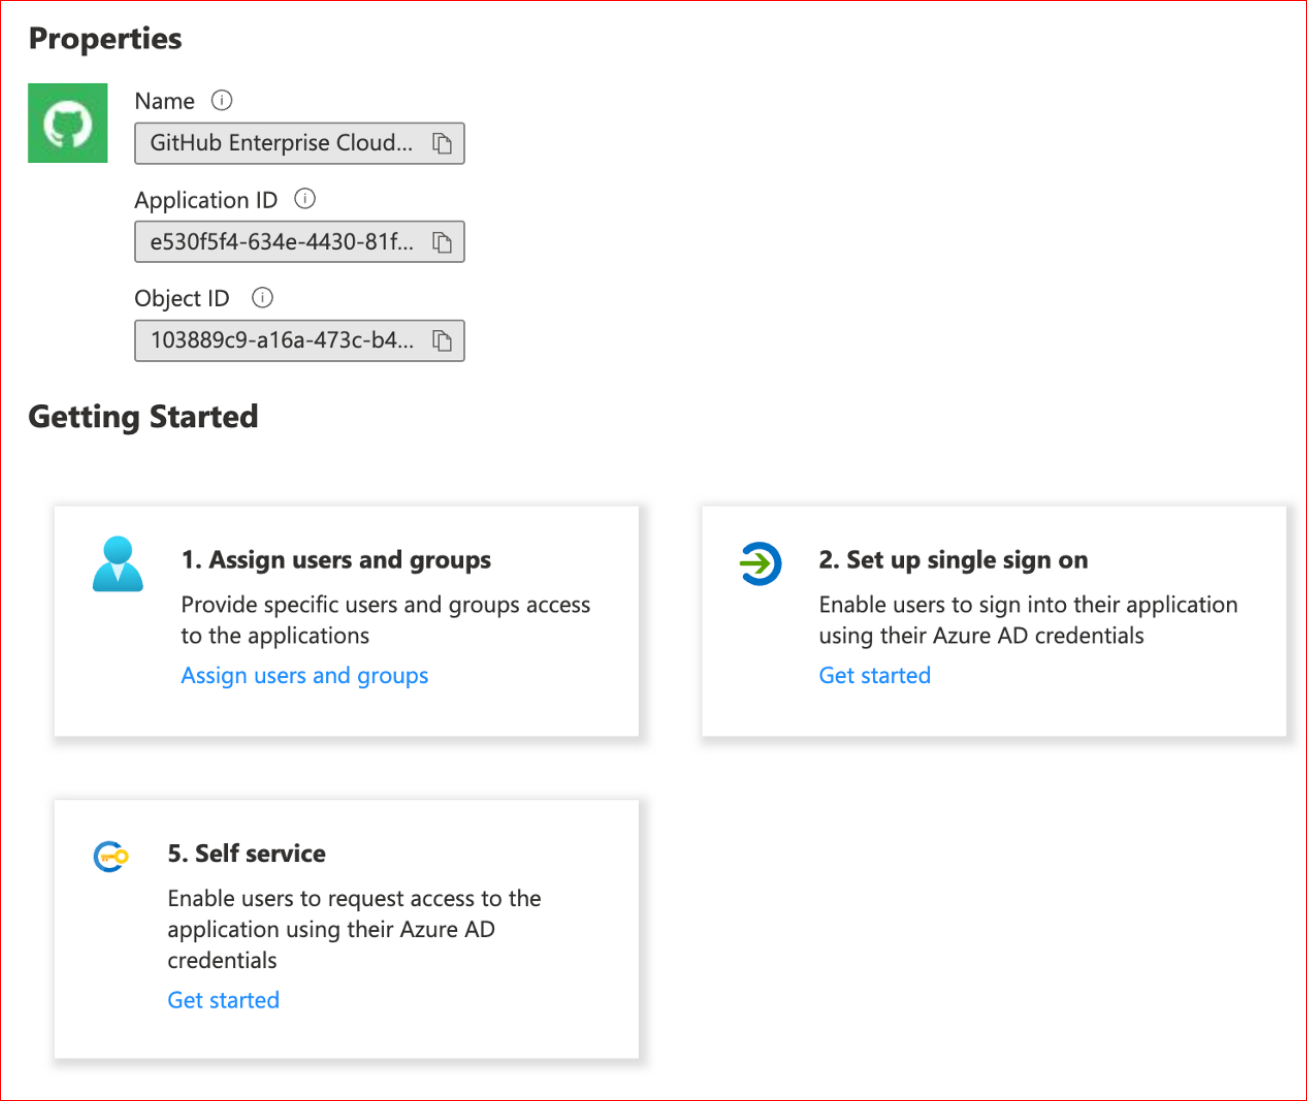 Properties
Name
GitHub Enterprise Cloud...
Application ID
e530f5f4-634e-4430-81f...
Object ID
103889c9-a16a-473c-b4...
Getting Started
1. Assign users and groups
Provide specific users and groups access
to the applications
Assign users and groups
2. Set up single sign on
Enable users to sign into their application
using their Azure AD credentials
Get started
5. Self service
Enable users to request access to the
application using their Azure AD
credentials
Get started